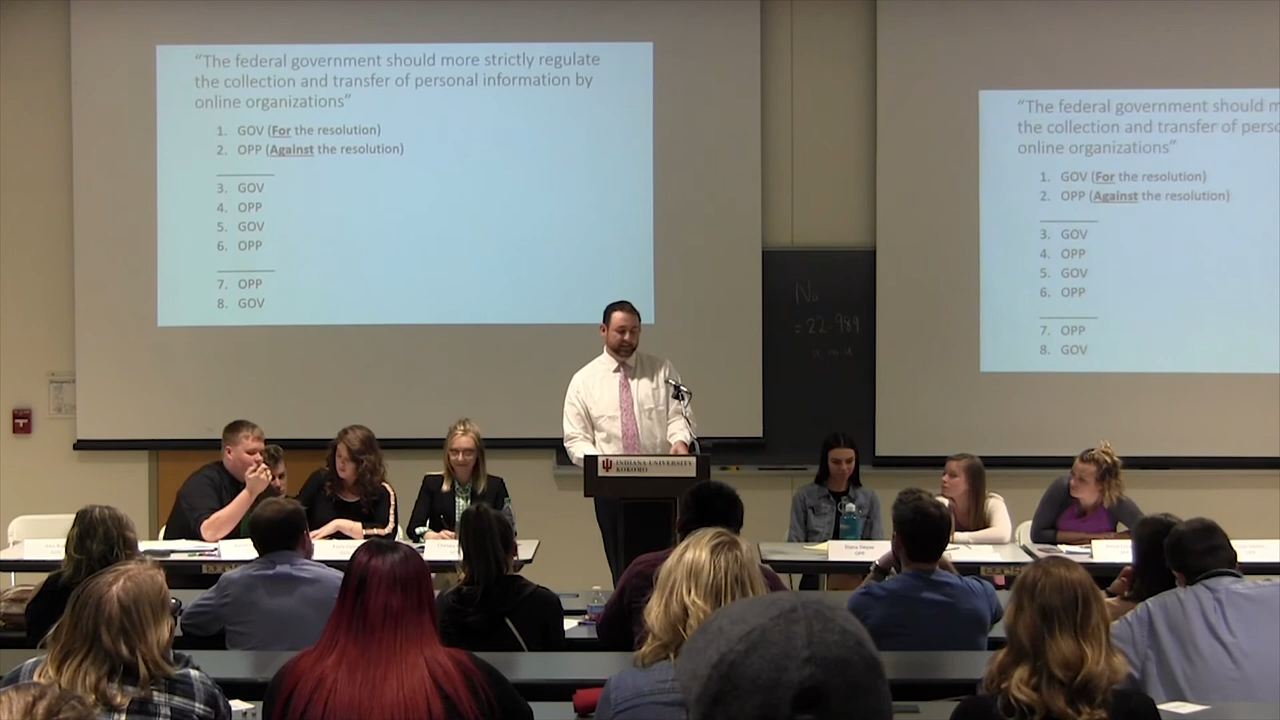 “The federal government should more strictly regulate
the collection and transfer of personal information by
online organizations”
1. GOV (For the resolution)
2. OPP (Against the resolution)
3. GOV
4. OPP
5. GOV
6. OPP
7. OPP
8. GOV
“The federal government should m
the collection and transfer of perso
online organizations”
1. GOV (For the resolution)
2. OPP (Against the resolution)
3. GOV
4. OPP
5. GOV
6. OPP
7. OPP
8. GOV
Na
=22.989
INDIANA UNIVERSITY
KOKOMO
OPP